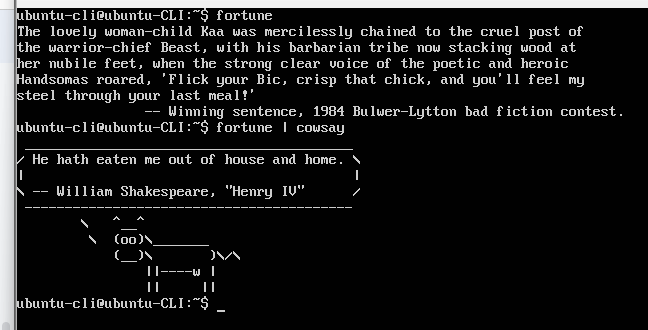 ubuntu-cli@ubuntu-CLI:~$ fortune
The lovely woman-child Kaa was mercilessly chained to the cruel post of
the warrior-chief Beast, with his barbarian tribe now stacking wood at
her nubile feet, when the strong clear voice of the poetic and heroic
Handsomas roared, 'Flick your Bic, crisp that chick, and you'll feel my
steel through your last meal!'
                -- Winning sentence, 1984 Bulwer-Lytton bad fiction contest.
ubuntu-cli@ubuntu-CLI:~$ fortune | cowsay
 _________________________________________
/ He hath eaten me out of house and home. \
|                                         |
\ -- William Shakespeare, "Henry IV"      /
 -----------------------------------------
        \   ^__^
         \  (oo)\_______
            (__)\       )\/\
                ||----w |
                ||     ||
ubuntu-cli@ubuntu-CLI:~$ _